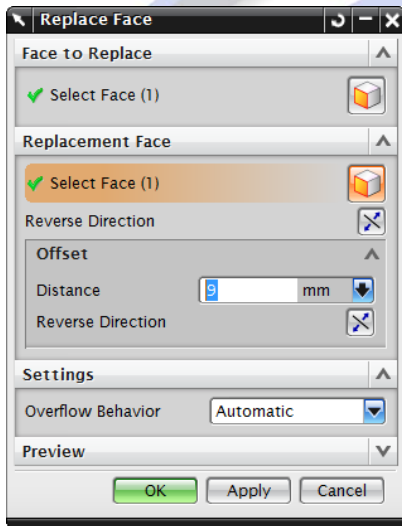 Replace Face
Face to Replace
Select Face (1)
Replacement Face
Select Face (1)
Reverse Direction
Offset
Distance 9 mm
Reverse Direction
Settings
Overflow Behavior Automatic
Preview
OK Apply Cancel